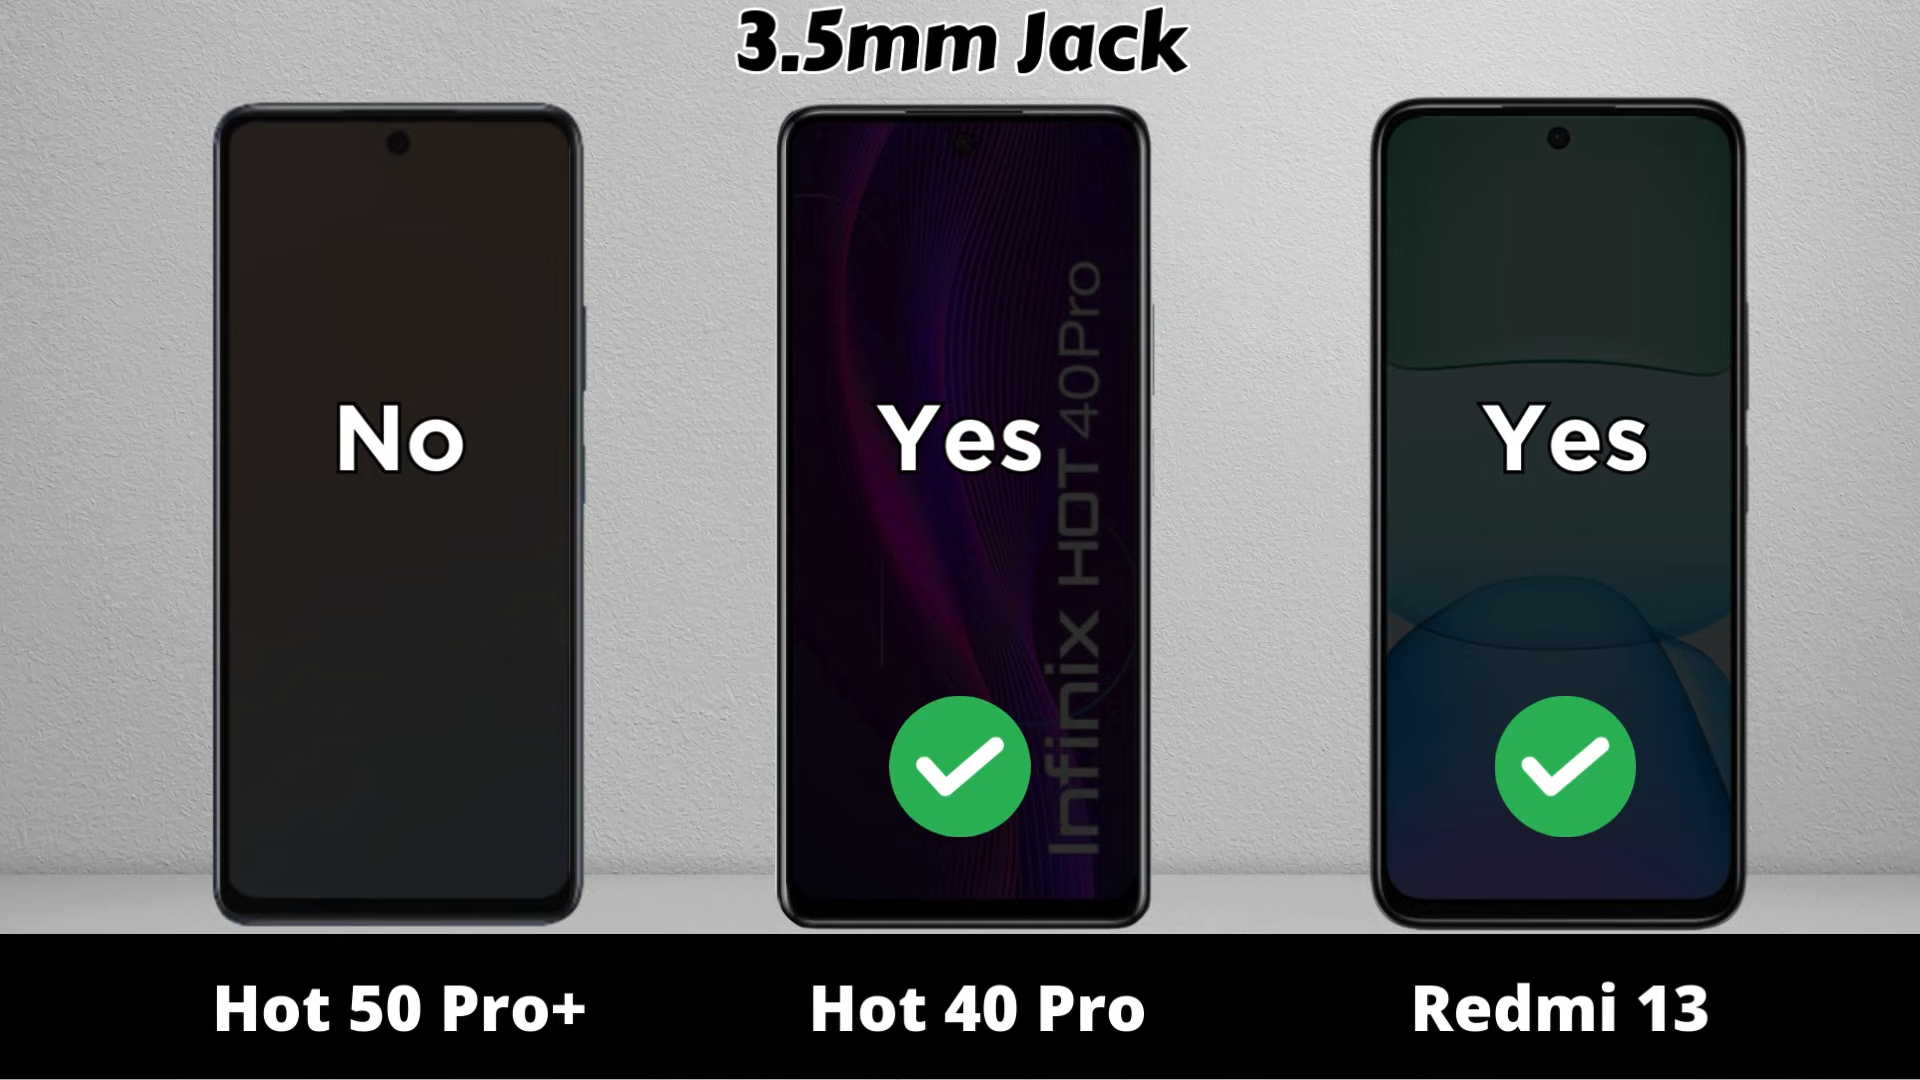 3.5mm Jack
No
Yes
Yes
Infinix HOT 40Pro
Hot 50 Pro+
Hot 40 Pro
Redmi 13